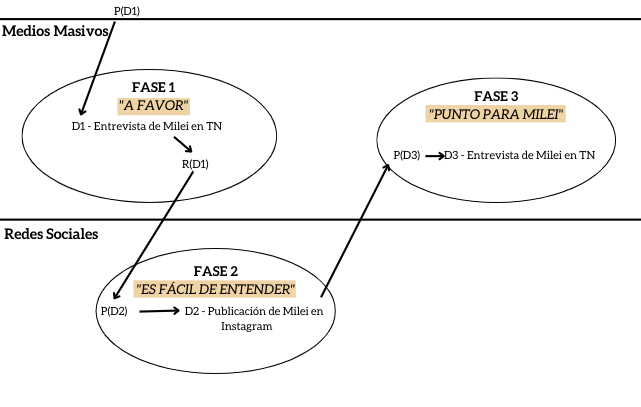 P(D1)
Medios Masivos
FASE 1
"A FAVOR"
D1 - Entrevista de Milei en TN
R(D1)
FASE 3
"PUNTO PARA MILEI"
P(D3)
D3 - Entrevista de Milei en TN
Redes Sociales
FASE 2
"ES FÁCIL DE ENTENDER"
P(D2)
D2 - Publicación de Milei en
Instagram